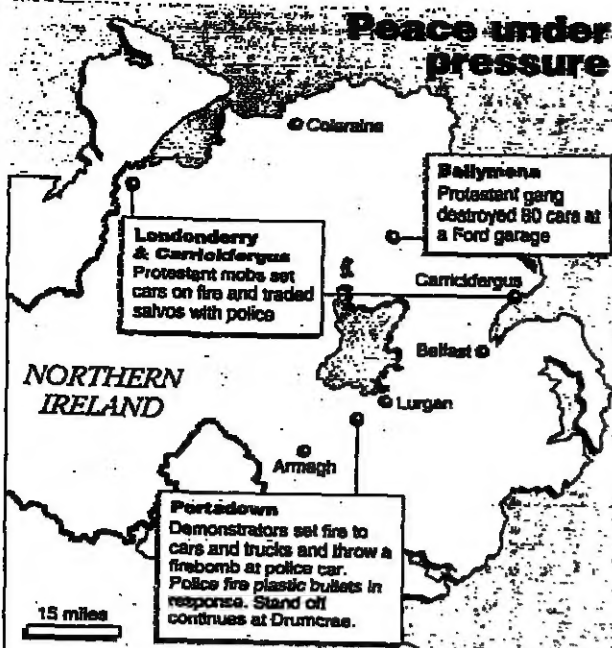 Peace under
pressure
Coleraine
Ballymena
Protestant gang
destroyed 80 cars at
a Ford garage
Londonderry
& Carrickfergus
Protestant mobs set
cars on fire and traded
salvos with police
Carrickfergus
Belfast
NORTHERN
IRELAND
Lurgan
Armagh
Portadown
Demonstrators set fire to
cars and trucks and throw a
firebomb at police car.
Police fire plastic bullets in
response. Stand off
continues at Drumcree.
15 miles